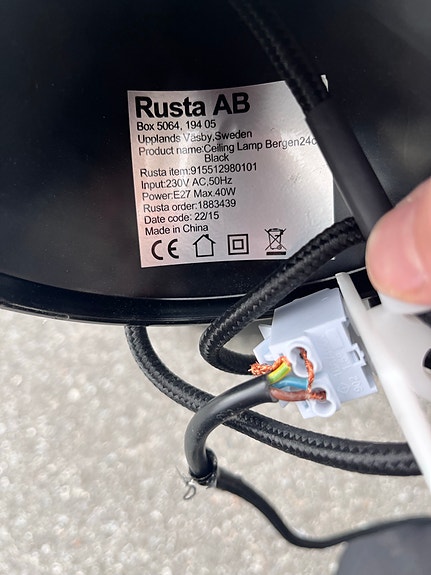 Rusta AB
Box 5064, 194 05
Upplands Väsby,Sweden
Product name:Ceiling Lamp Bergen24c
Black
Rusta item:915512980101
Input:230V AC,50Hz
Power:E27 Max.40W
Rusta order:1883439
Date code: 22/15
Made in China
CE